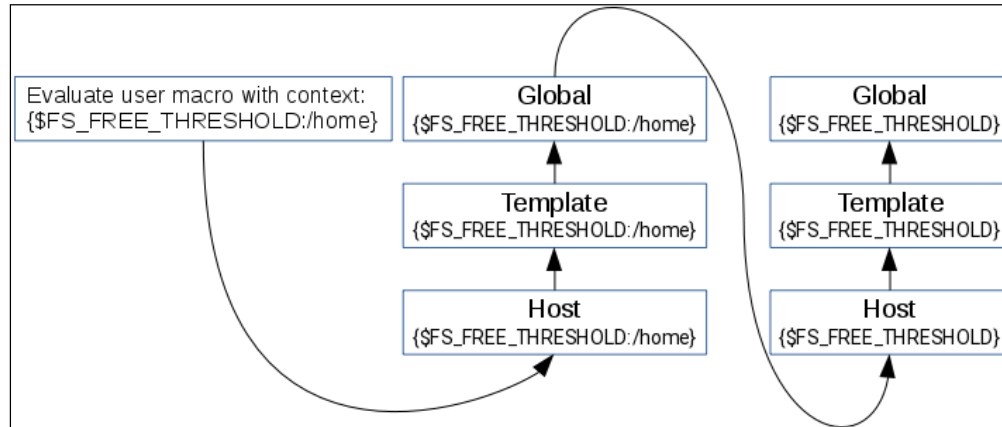 Evaluate user macro with context:
{$FS_FREE_THRESHOLD:/home}
Global
{$FS_FREE_THRESHOLD:/home}
Template
{$FS_FREE_THRESHOLD:/home}
Host
{$FS_FREE_THRESHOLD:/home}
Global
{$FS_FREE_THRESHOLD}
Template
{$FS_FREE_THRESHOLD}
Host
{$FS_FREE_THRESHOLD}